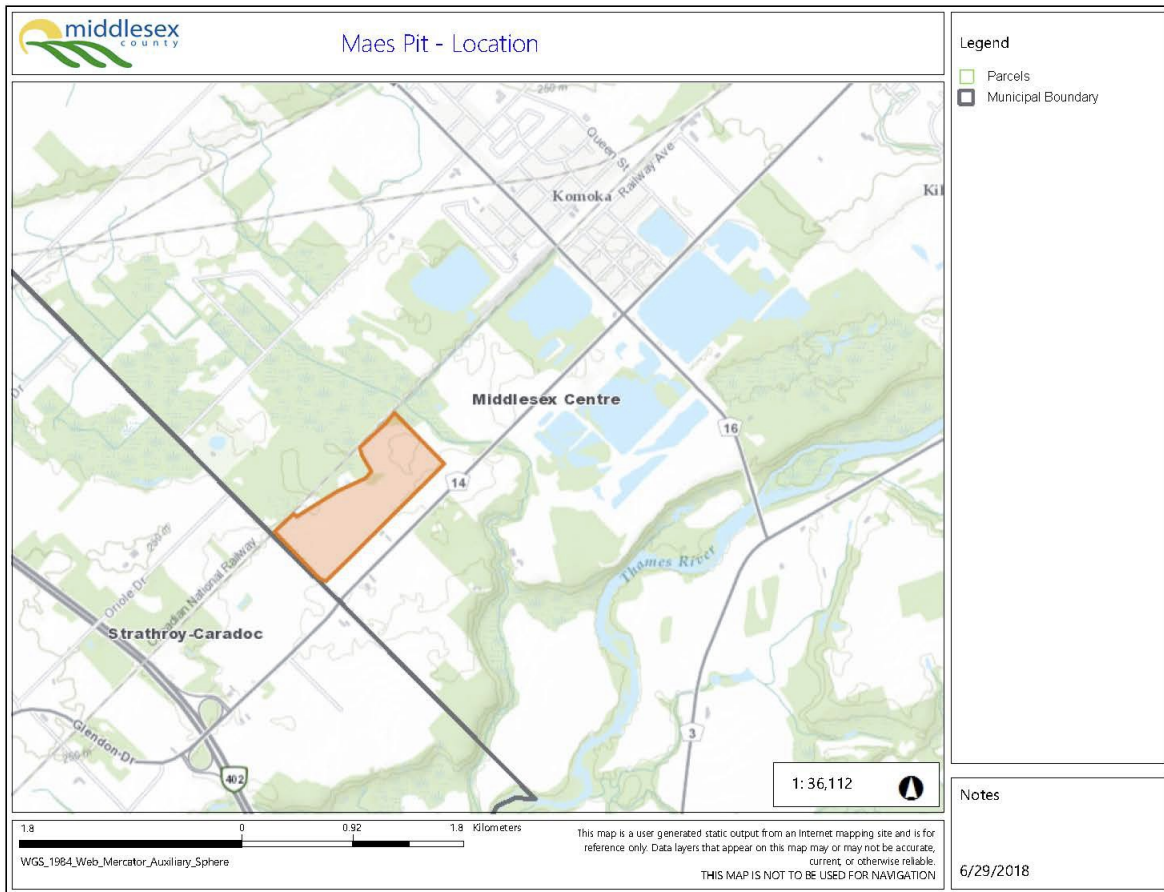 middlesex
county
Maes Pit - Location
Legend
Parcels
Municipal Boundary
250 m
Queen St
Railway Ave
Komoka
Kil
Dr
Middlesex Centre
16
14
Thames River
260 m
Oriole Dr
Canadian National Railway
Strathroy-Caradoc
Glendon-Dr
260 m
402
3
1: 36,112
Notes
6/29/2018
1.8 0 0.92 1.8 Kilometers
WGS_1984_Web_Mercator_Auxiliary_Sphere
This map is a user generated static output from an Internet mapping site and is for
reference only. Data layers that appear on this map may or may not be accurate,
current, or otherwise reliable.
THIS MAP IS NOT TO BE USED FOR NAVIGATION